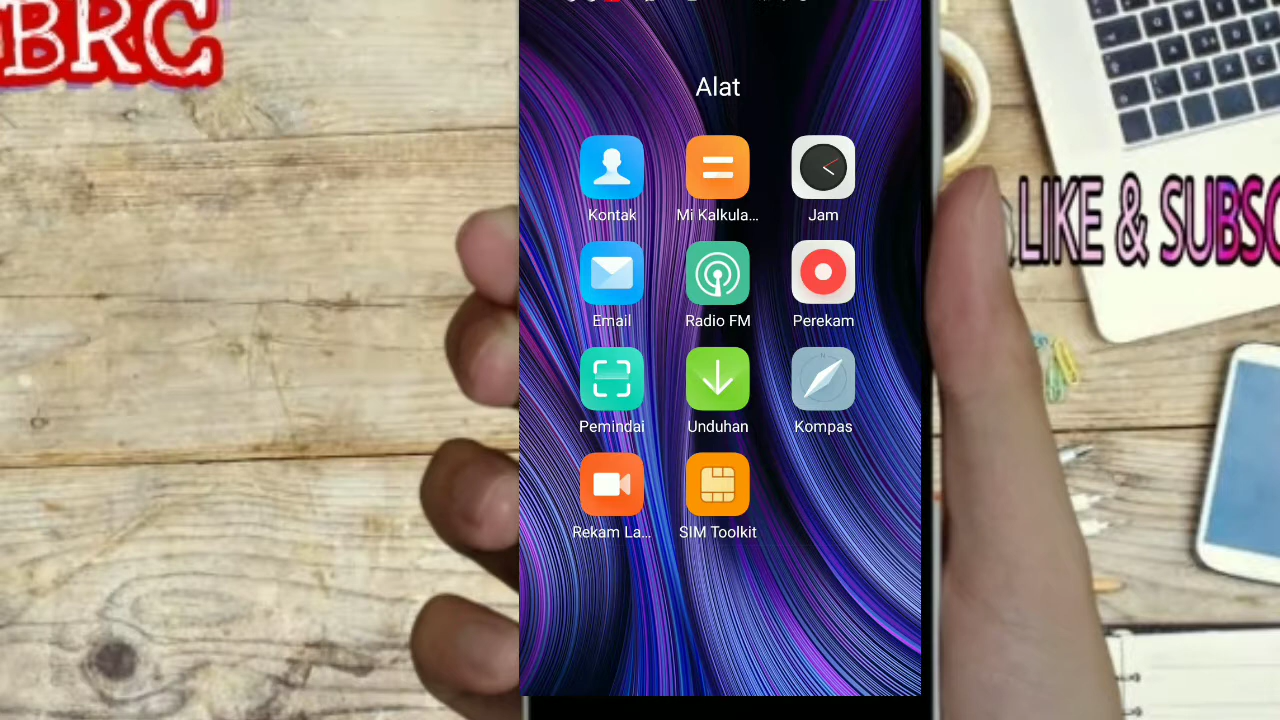 BRC
Alat
Kontak
Mi Kalkula...
Jam
LIKE & SUBSC
Email
Radio FM
Perekam
Pemindai
Unduhan
Kompas
Rekam La...
SIM Toolkit